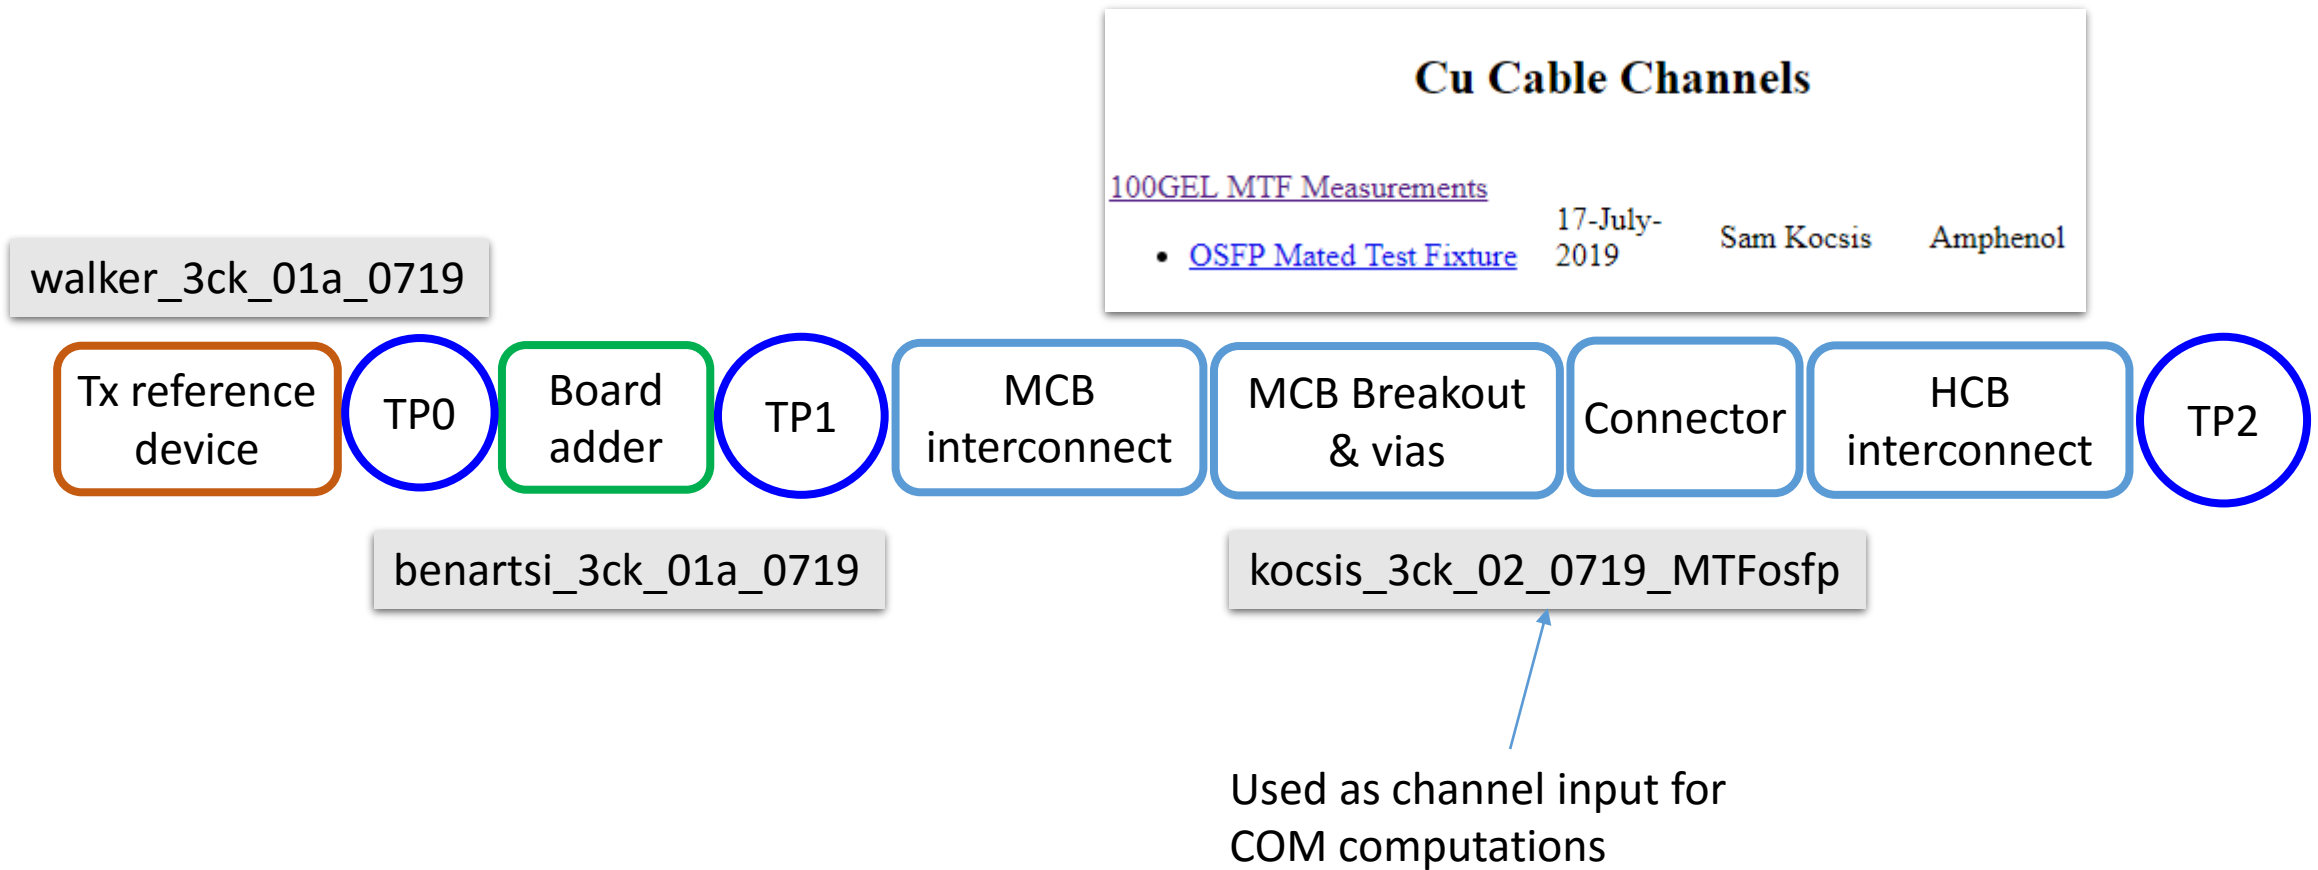 Cu Cable Channels
100GEL MTF Measurements
• OSFP Mated Test Fixture
17-July-
2019
Sam Kocsis
Amphenol
walker_3ck_01a_0719
Tx reference
device
TP0
Board
adder
TP1
MCB
interconnect
MCB Breakout
& vias
Connector
HCB
interconnect
TP2
benartsi_3ck_01a_0719
kocsis_3ck_02_0719_MTFosfp
Used as channel input for
COM computations